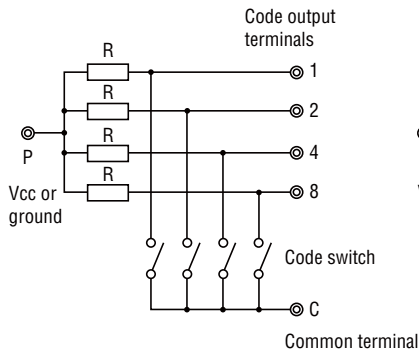 Code output
terminals
R
1
R
2
P
R
4
R
8
Vcc or
ground
Code switch
C
Common terminal